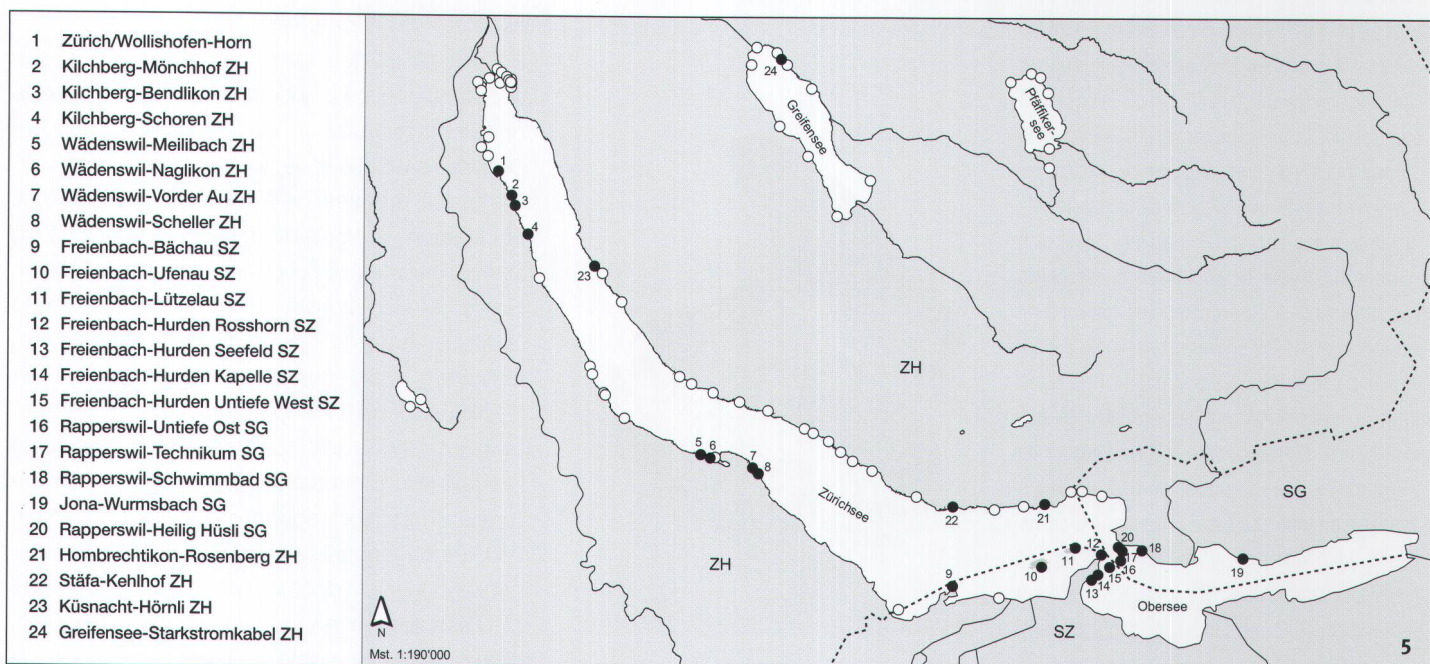 1 Zürich/Wollishofen-Horn
2 Kilchberg-Mönchhof ZH
3 Kilchberg-Bendlikon ZH
4 Kilchberg-Schoren ZH
5 Wädenswil-Meilibach ZH
6 Wädenswil-Naglikon ZH
7 Wädenswil-Vorder Au ZH
8 Wädenswil-Scheller ZH
9 Freienbach-Bächau SZ
10 Freienbach-Ufenau SZ
11 Freienbach-Lützelau SZ
12 Freienbach-Hurden Rosshorn SZ
13 Freienbach-Hurden Seefeld SZ
14 Freienbach-Hurden Kapelle SZ
15 Freienbach-Hurden Untiefe West SZ
16 Rapperswil-Untiefe Ost SG
17 Rapperswil-Technikum SG
18 Rapperswil-Schwimmbad SG
19 Jona-Wurmsbach SG
20 Rapperswil-Heilig Hüsli SG
21 Hombrechtikon-Rosenberg ZH
22 Stäfa-Kehlhof ZH
23 Küsnacht-Hörnli ZH
24 Greifensee-Starkstromkabel ZH
24
Greifensee
Pfäffiker-
see
1
2
3
4
23
ZH
5
6
7
8
Zürichsee
22
21
SG
ZH
9
10
11
12
20
18
17
16
15
14
13
19
Obersee
SZ
N
Mst. 1:190'000
5